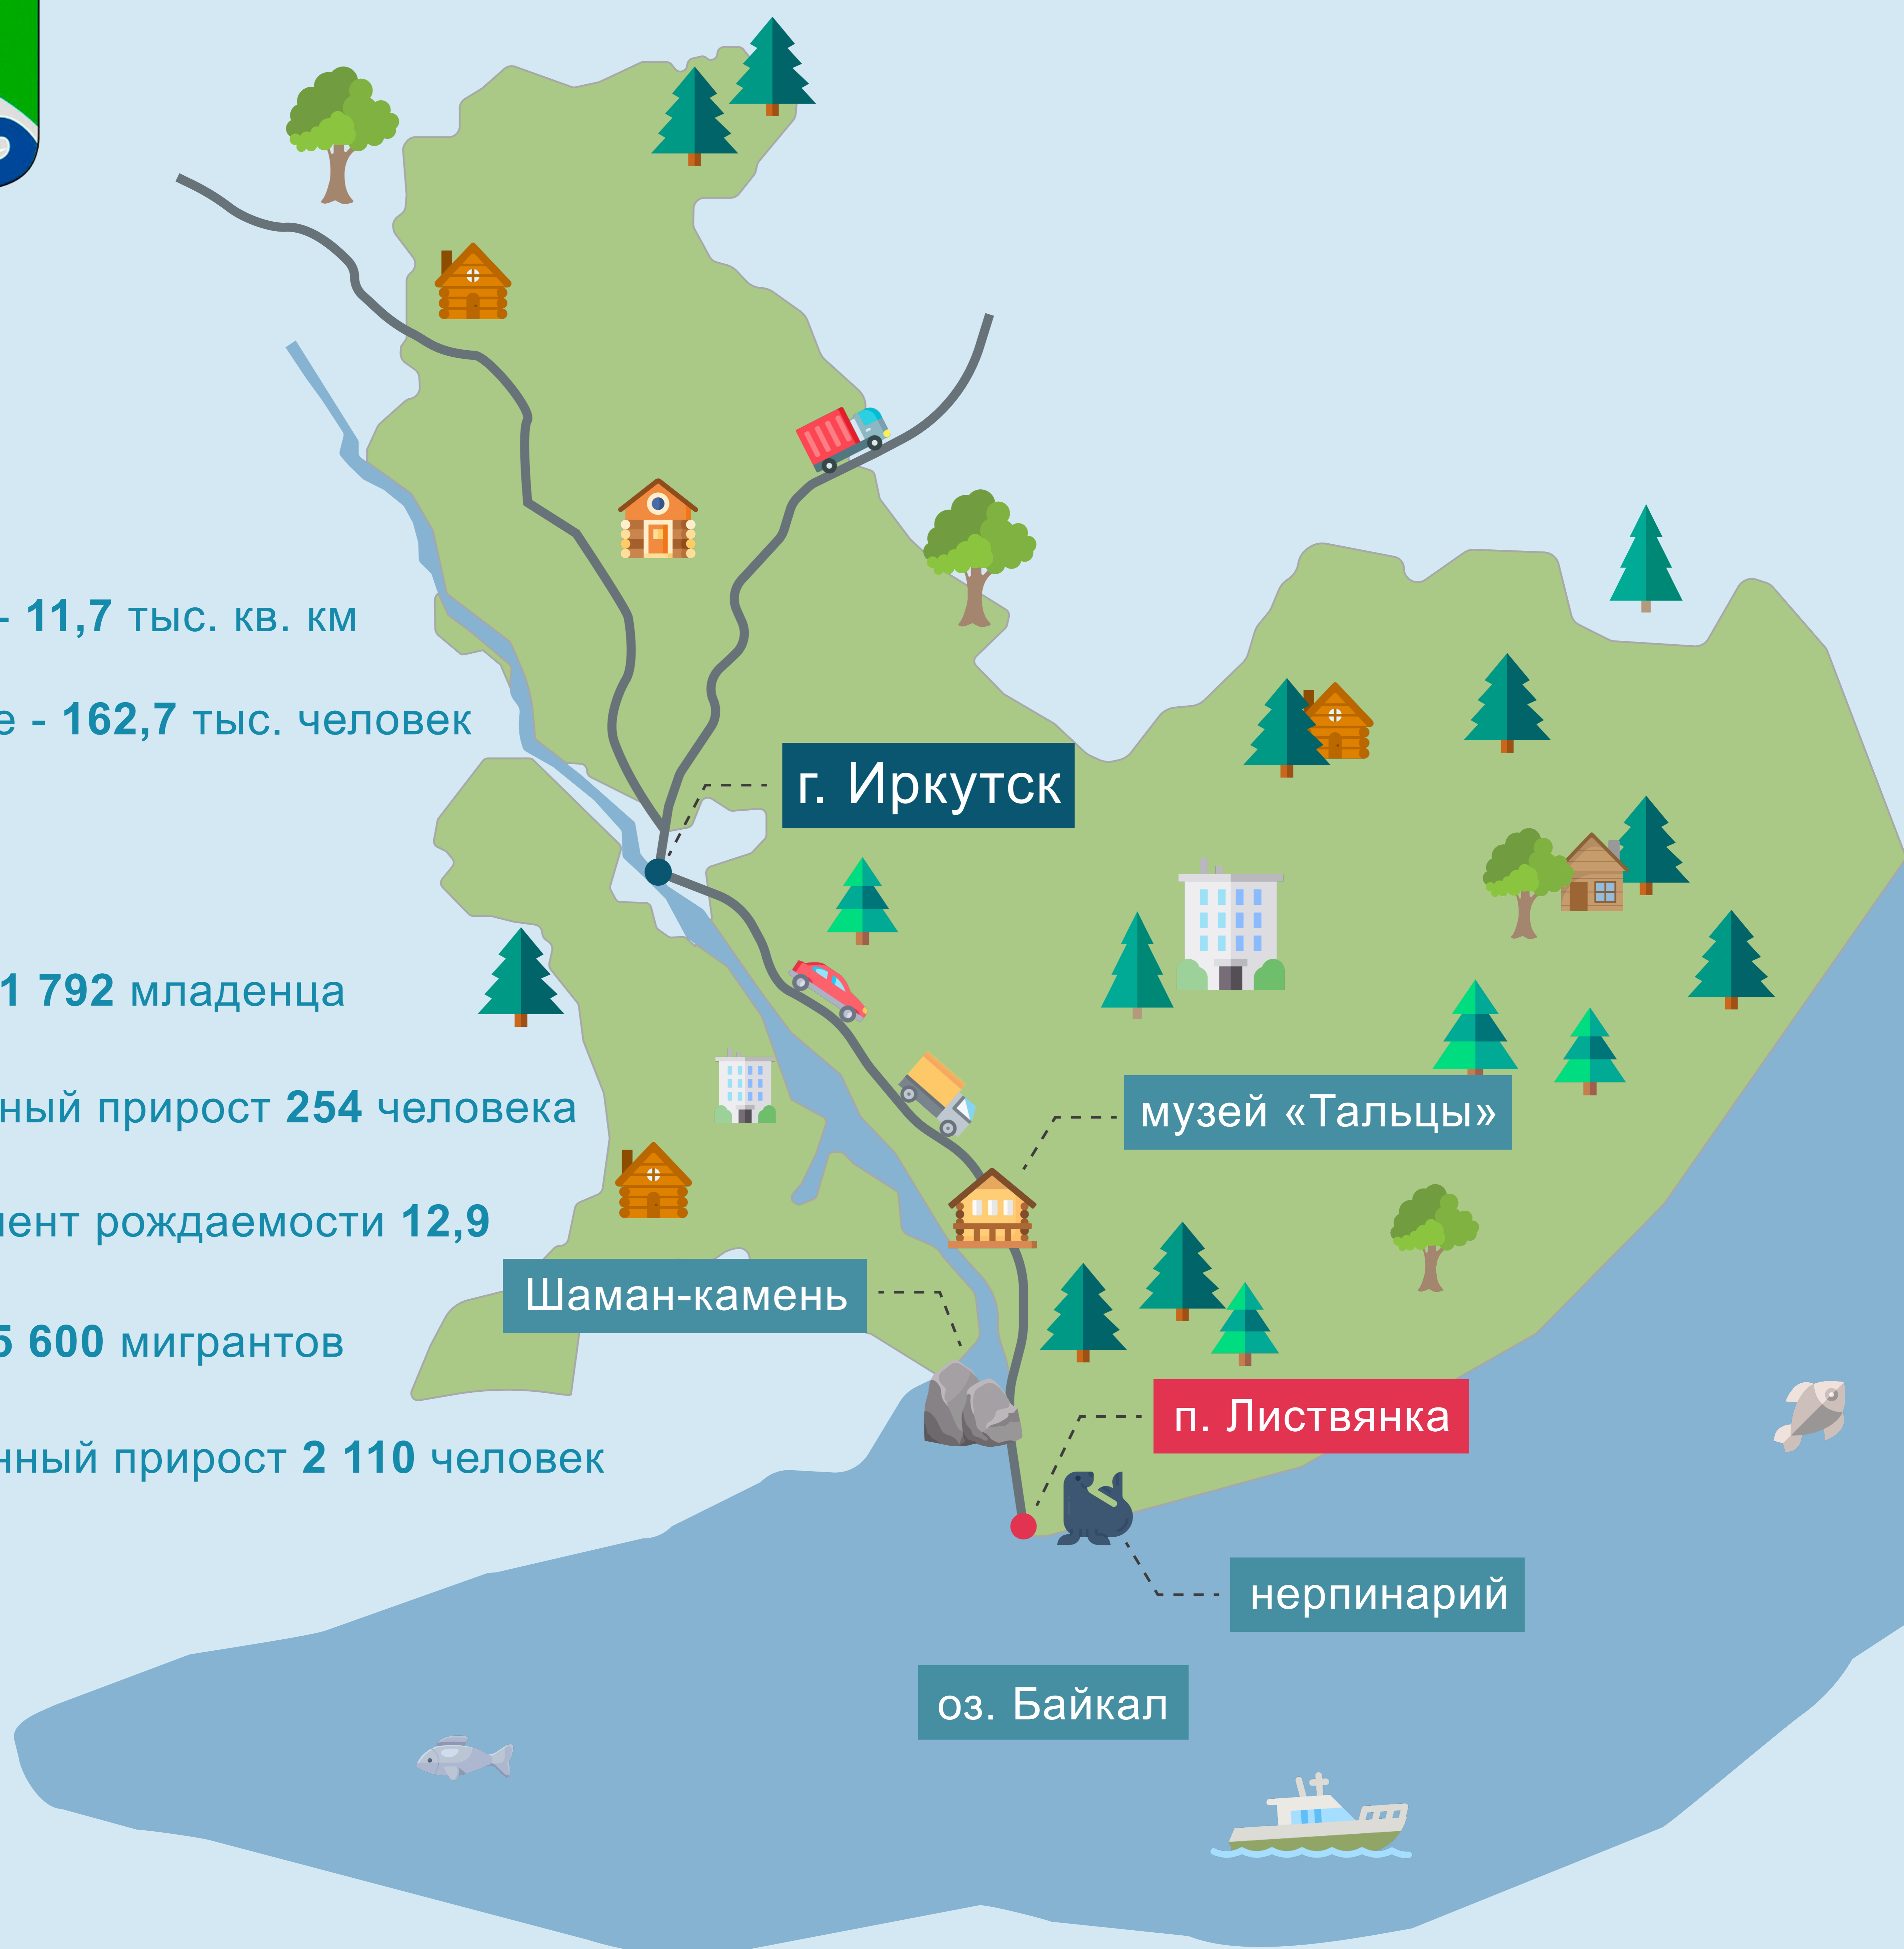 - 11,7 тыс. кв. км
е - 162,7 тыс. человек
г. Иркутск
1 792 младенца
ный прирост 254 человека
музей «Тальцы»
ент рождаемости 12,9
Шаман-камень
5 600 мигрантов
п. Листвянка
нный прирост 2 110 человек
нерпинарий
оз. Байкал